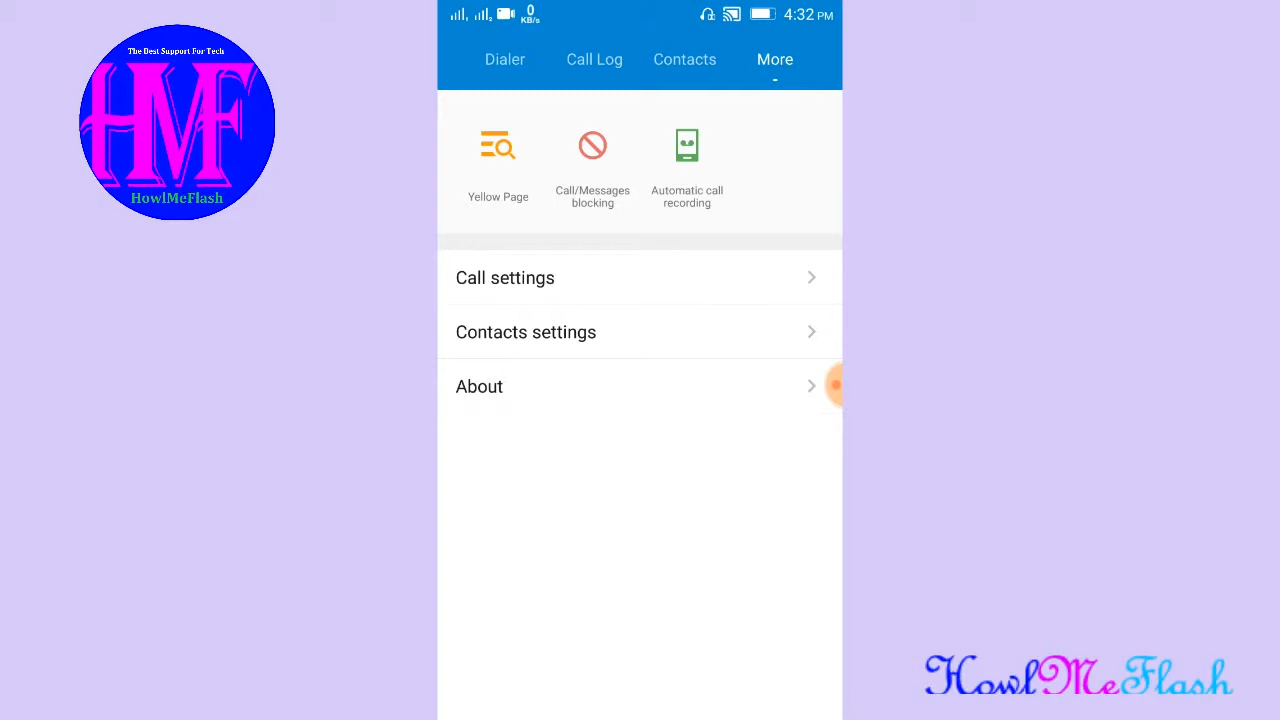 The Best Support For Tech
HMF
HowlMeFlash
0
KB/s
4:32 PM
Dialer Call Log Contacts More
Yellow Page
Call/Messages
blocking
Automatic call
recording
Call settings
Contacts settings
About
HowlMeFlash